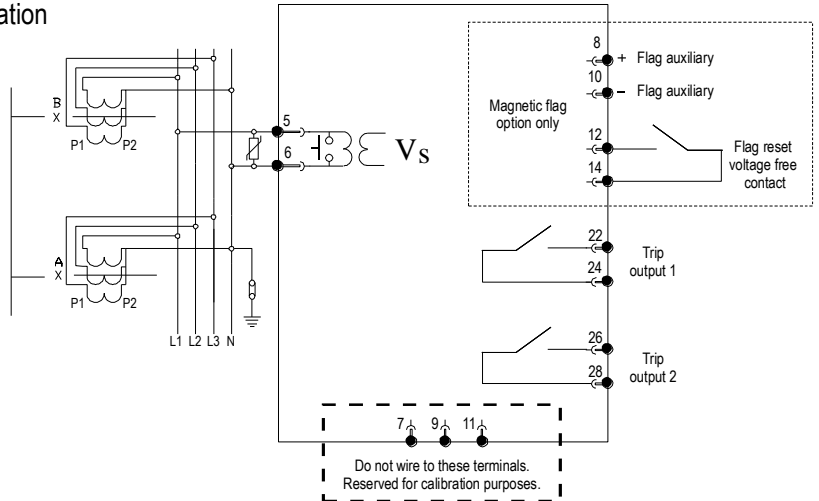 ation
B
X
P1 P2
A
X
P1 P2
L1 L2 L3 N
5
6
Vs
8
+ Flag auxiliary
10
– Flag auxiliary
Magnetic flag
option only
12
14
Flag reset
voltage free
contact
22
24
Trip
output 1
26
28
Trip
output 2
7 9 11
Do not wire to these terminals.
Reserved for calibration purposes.